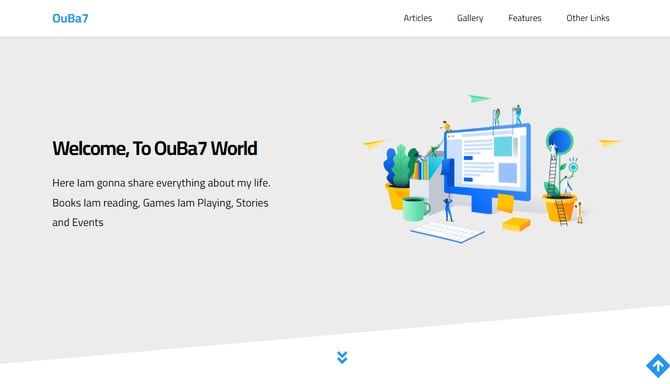 OuBa7
Articles Gallery Features Other Links
Welcome, To OuBa7 World
Here Iam gonna share everything about my life.
Books Iam reading, Games Iam Playing, Stories
and Events